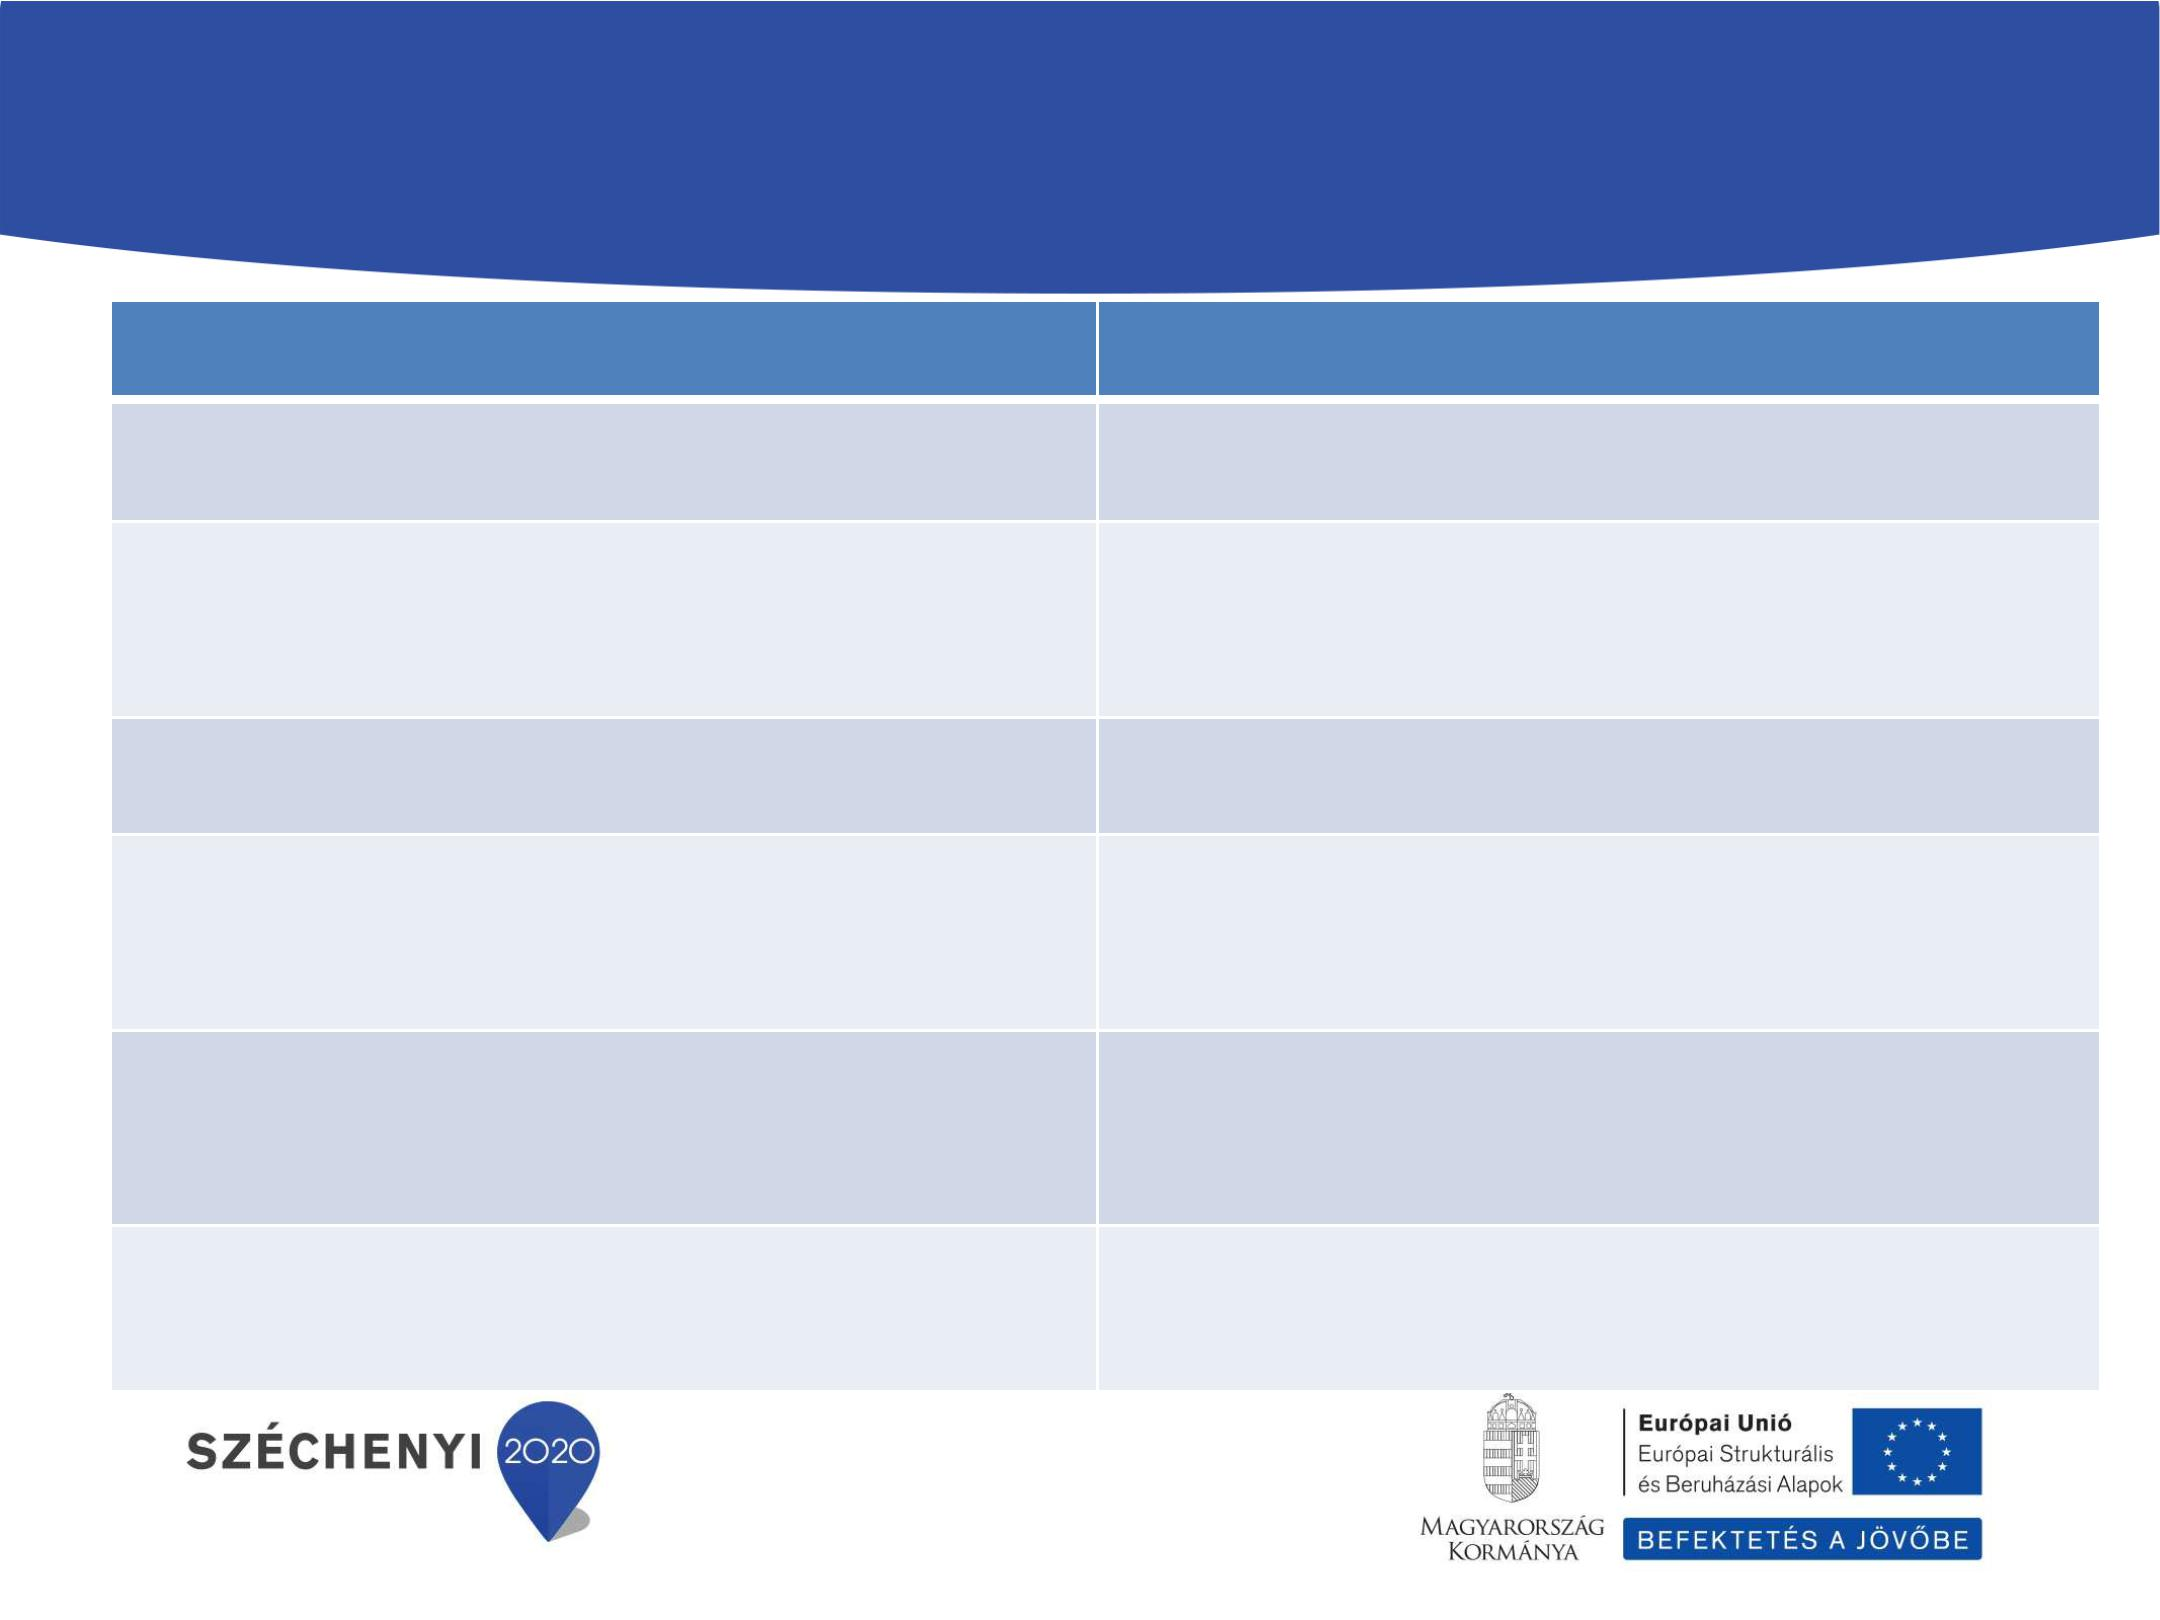 SZÉCHENYI 2020
Európai Unió
Európai Strukturális
és Beruházási Alapok
MAGYARORSZÁG
KORMÁNYA
BEFEKTETÉS A JÖVŐBE